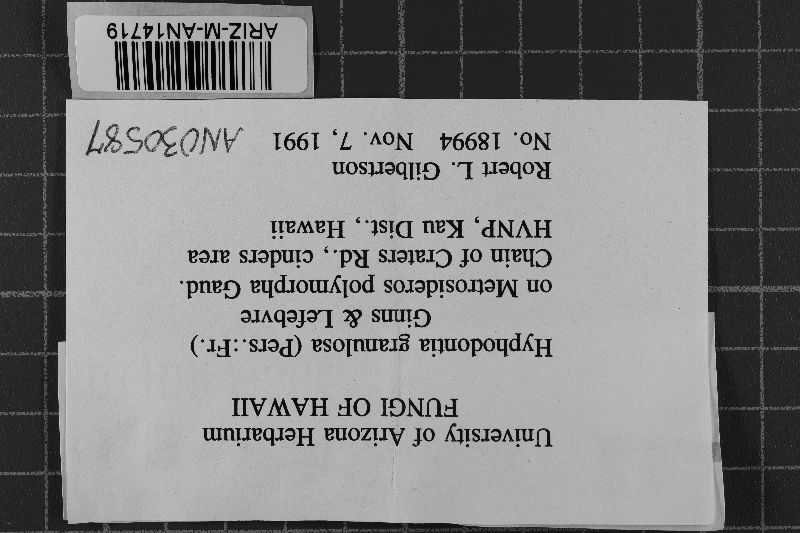 University of Arizona Herbarium
FUNGI OF HAWAII
Hyphodontia granulosa (Pers.:Fr.)
Ginns & Lefebvre
on Metrosideros polymorpha Gaud.
Chain of Craters Rd., cinders area
HVNP, Kau Dist., Hawaii
Robert L. Gilbertson
No. 18994 Nov. 7, 1991
AN030587
ARIZ-M-AN14719